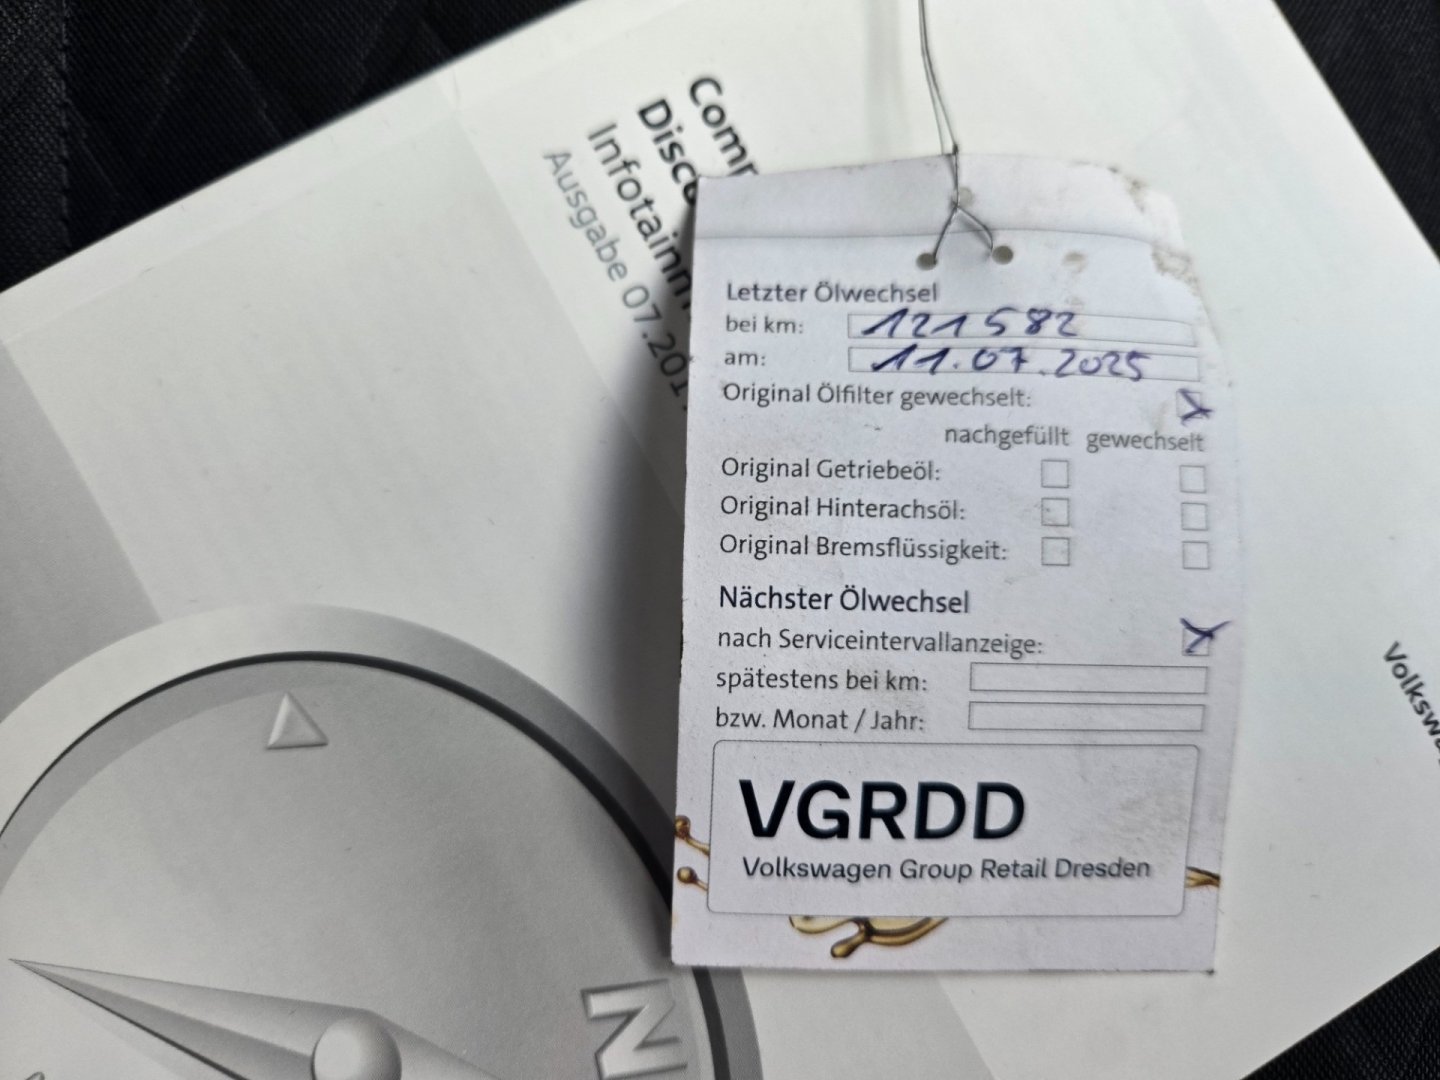 Infotainm
Ausgabe 07.201
Letzter Ölwechsel
bei km: 121582
am: 11.07.2025
Original Ölfilter gewechselt:
nachgefüllt gewechselt
Original Getriebeöl:
Original Hinterachsöl:
Original Bremsflüssigkeit:
Nächster Ölwechsel
nach Serviceintervallanzeige:
spätestens bei km:
bzw. Monat / Jahr:
VGRDD
Volkswagen Group Retail Dresden
Volkswa
N